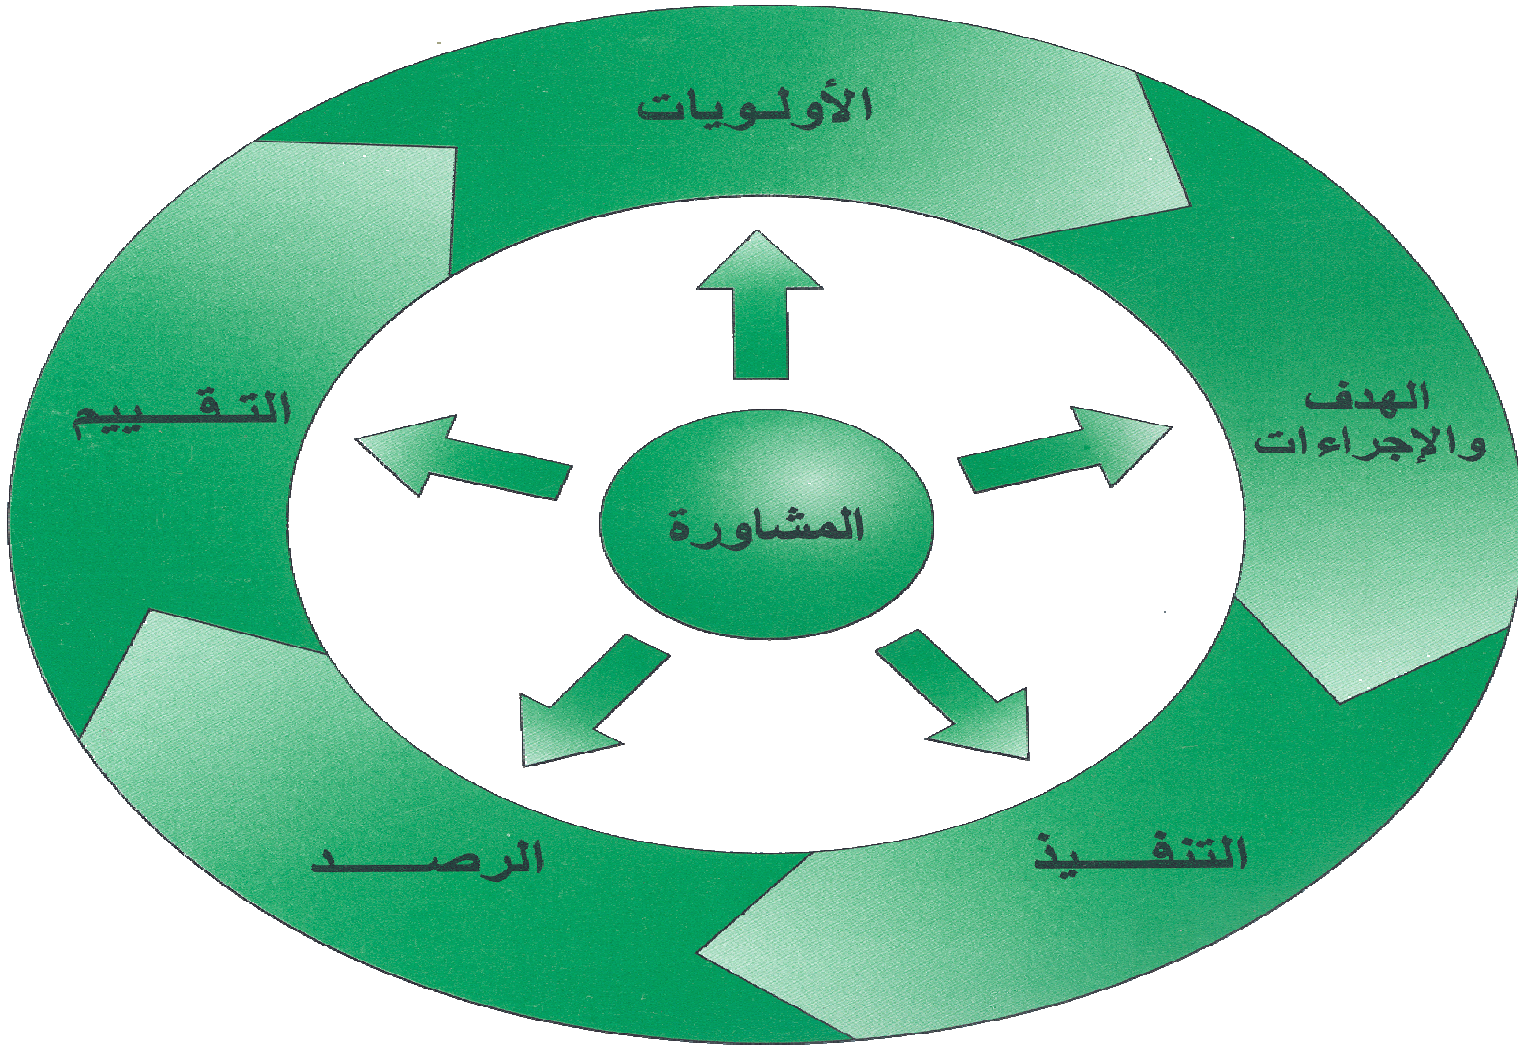 الأولويات
الهدف
والإجراءات
التقييم
المشاورة
التنفيذ
الرصد